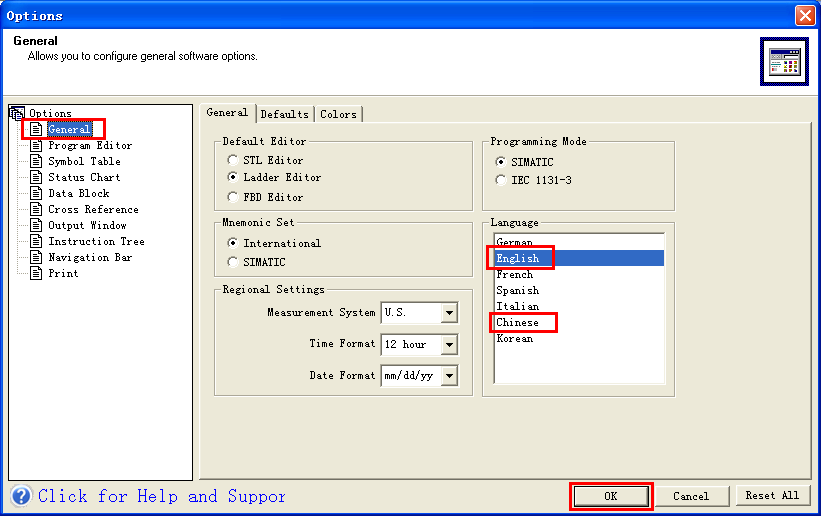 Options
General
Allows you to configure general software options.
Options
General
Program Editor
Symbol Table
Status Chart
Data Block
Cross Reference
Output Window
Instruction Tree
Navigation Bar
Print
General
Defaults
Colors
Default Editor
STL Editor
Ladder Editor
FBD Editor
Mnemonic Set
International
SIMATIC
Regional Settings
Measurement System U.S.
Time Format 12 hour
Date Format mm/dd/yy
Programming Mode
SIMATIC
IEC 1131-3
Language
German
English
French
Spanish
Italian
Chinese
Korean
Click for Help and Suppor
OK
Cancel
Reset All